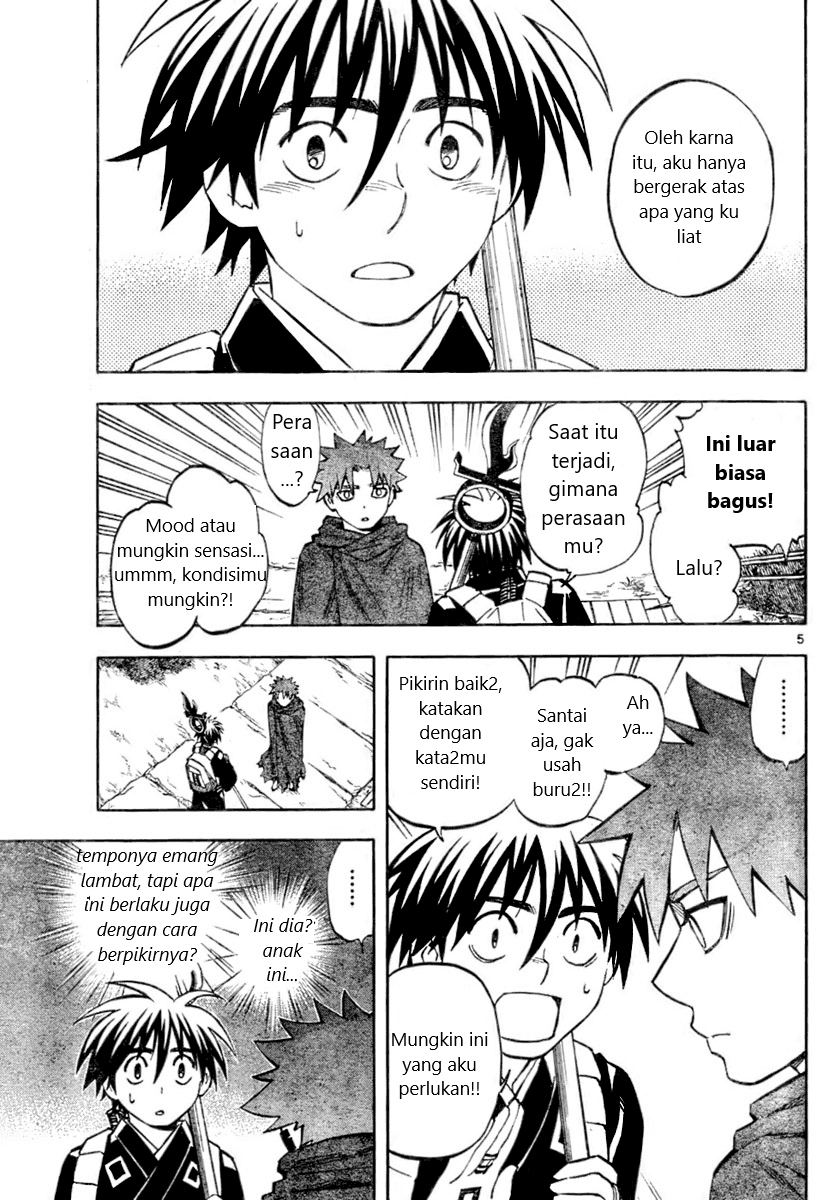 Oleh karna
itu, aku hanya
bergerak atas
apa yang ku
liat
Ini luar
biasa
bagus!
Lalu?
Saat itu
terjadi,
gimana
perasaan
mu?
Pera
saan
...?
Mood atau
mungkin sensasi...
ummm, kondisimu
mungkin?!
5
........
Ah
ya...
Santai
aja, gak
usah
buru2!!
Pikirin baik2,
katakan
dengan
kata2mu
sendiri!
Mungkin ini
yang aku
perlukan!!
........
Ini dia?
anak
ini...
temponya emang
lambat, tapi apa
ini berlaku juga
dengan cara
berpikirnya?